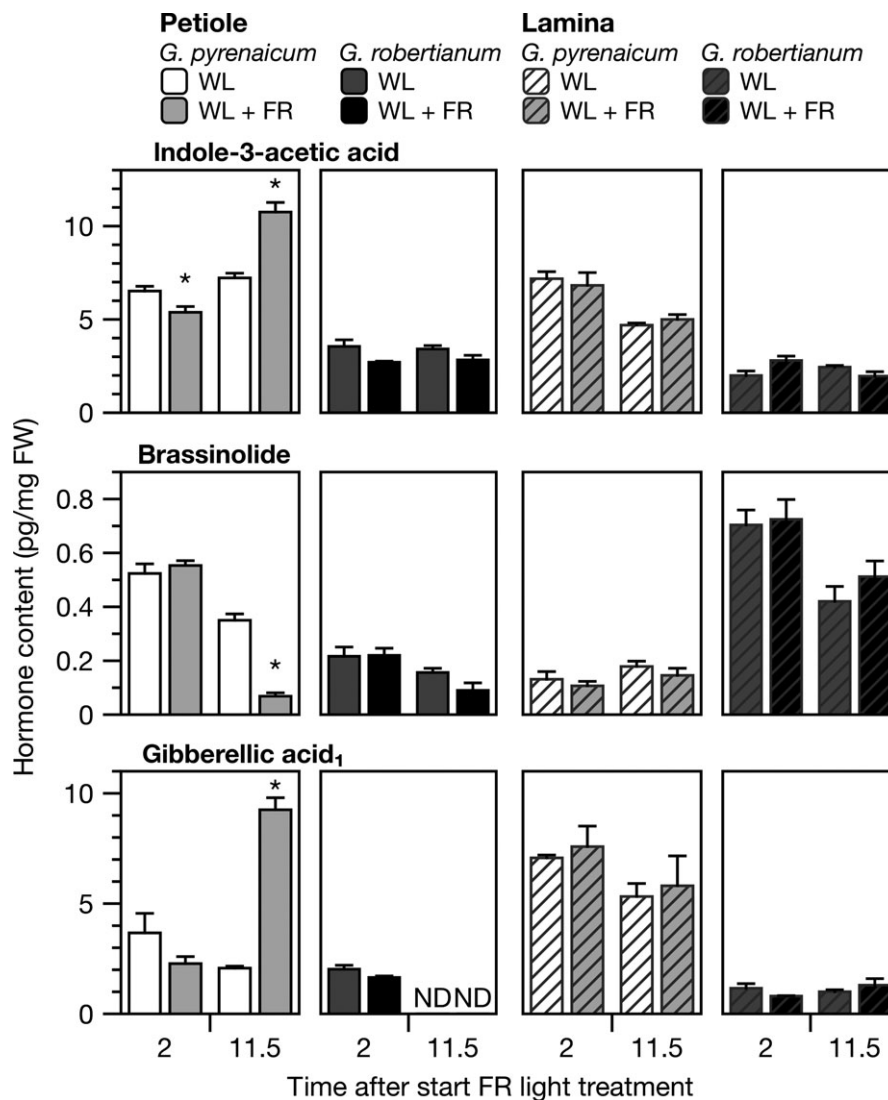 Petiole Lamina
G. pyrenaicum G. robertianum G. pyrenaicum G. robertianum
WL WL WL WL
WL + FR WL + FR WL + FR WL + FR
Indole-3-acetic acid
10
5
0
* *
Brassinolide
0.8
0.6
0.4
0.2
0
*
Gibberellic acid₁
10
5
0
*
ND ND
2 11.5 2 11.5 2 11.5 2 11.5
Time after start FR light treatment
Hormone content (pg/mg FW)